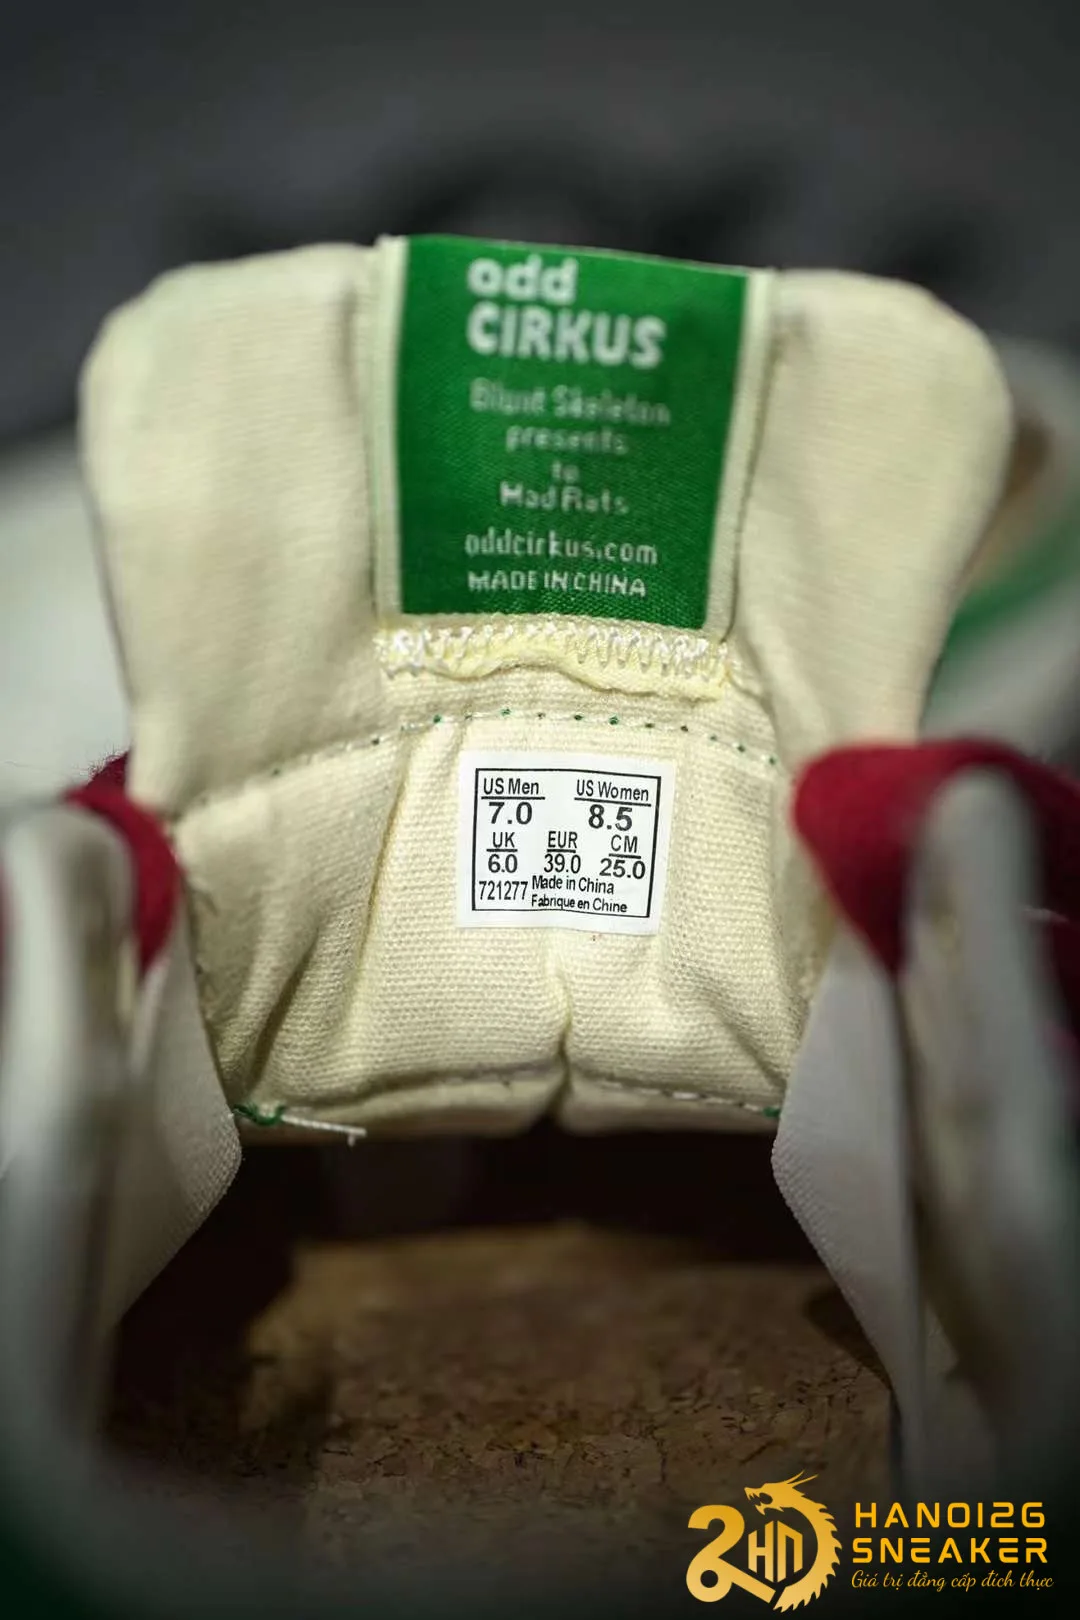 odd
CIRKUS
Blunt Skeleton
presents
to
Mad Rats
oddcirkus.com
MADE IN CHINA
US Men US Women
7.0 8.5
UK EUR CM
6.0 39.0 25.0
721277 Made in China
Fabrique en Chine
2HN
HANOI2G
SNEAKER
Giá trị đẳng cấp đích thực